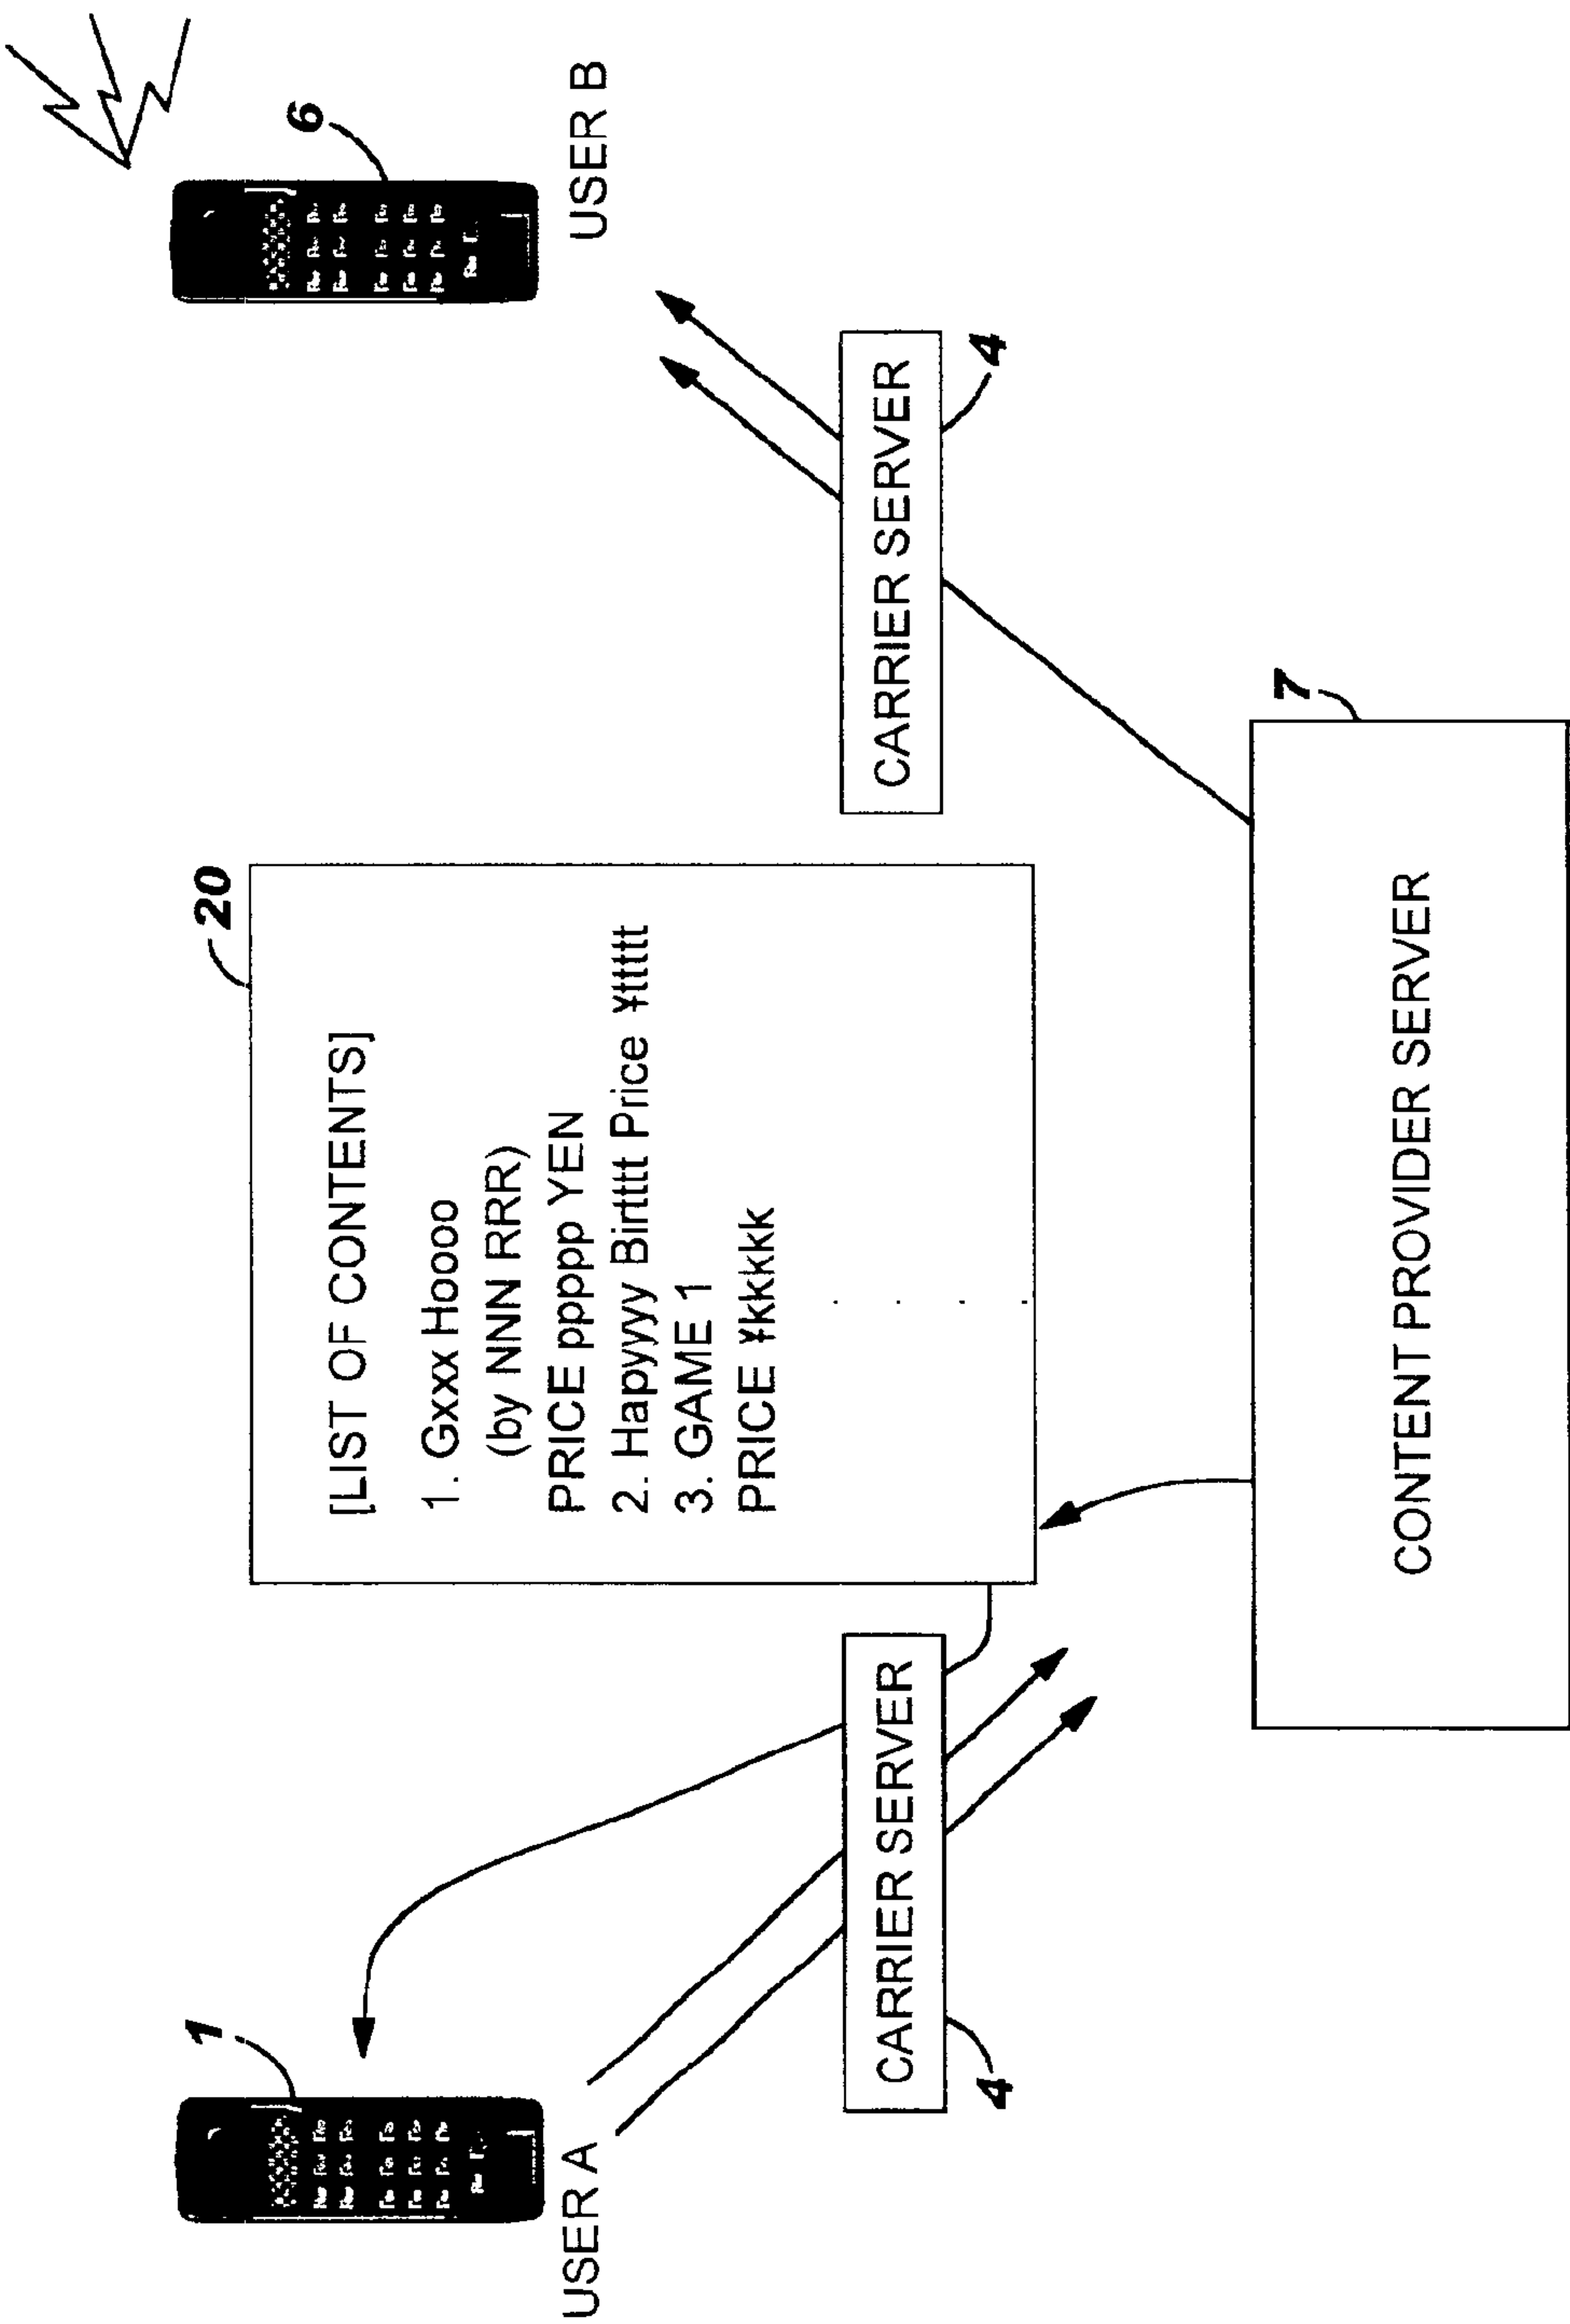 1
USER A
6
USER B
20
[LIST OF CONTENTS]
1. Gxxx Hoooo
(by NNN RRR)
PRICE ppppp YEN
2. Hapyyyy Birtttt Price ¥ttttt
3. GAME 1
PRICE ¥kkkkk
CARRIER SERVER
4
CARRIER SERVER
4
7
CONTENT PROVIDER SERVER